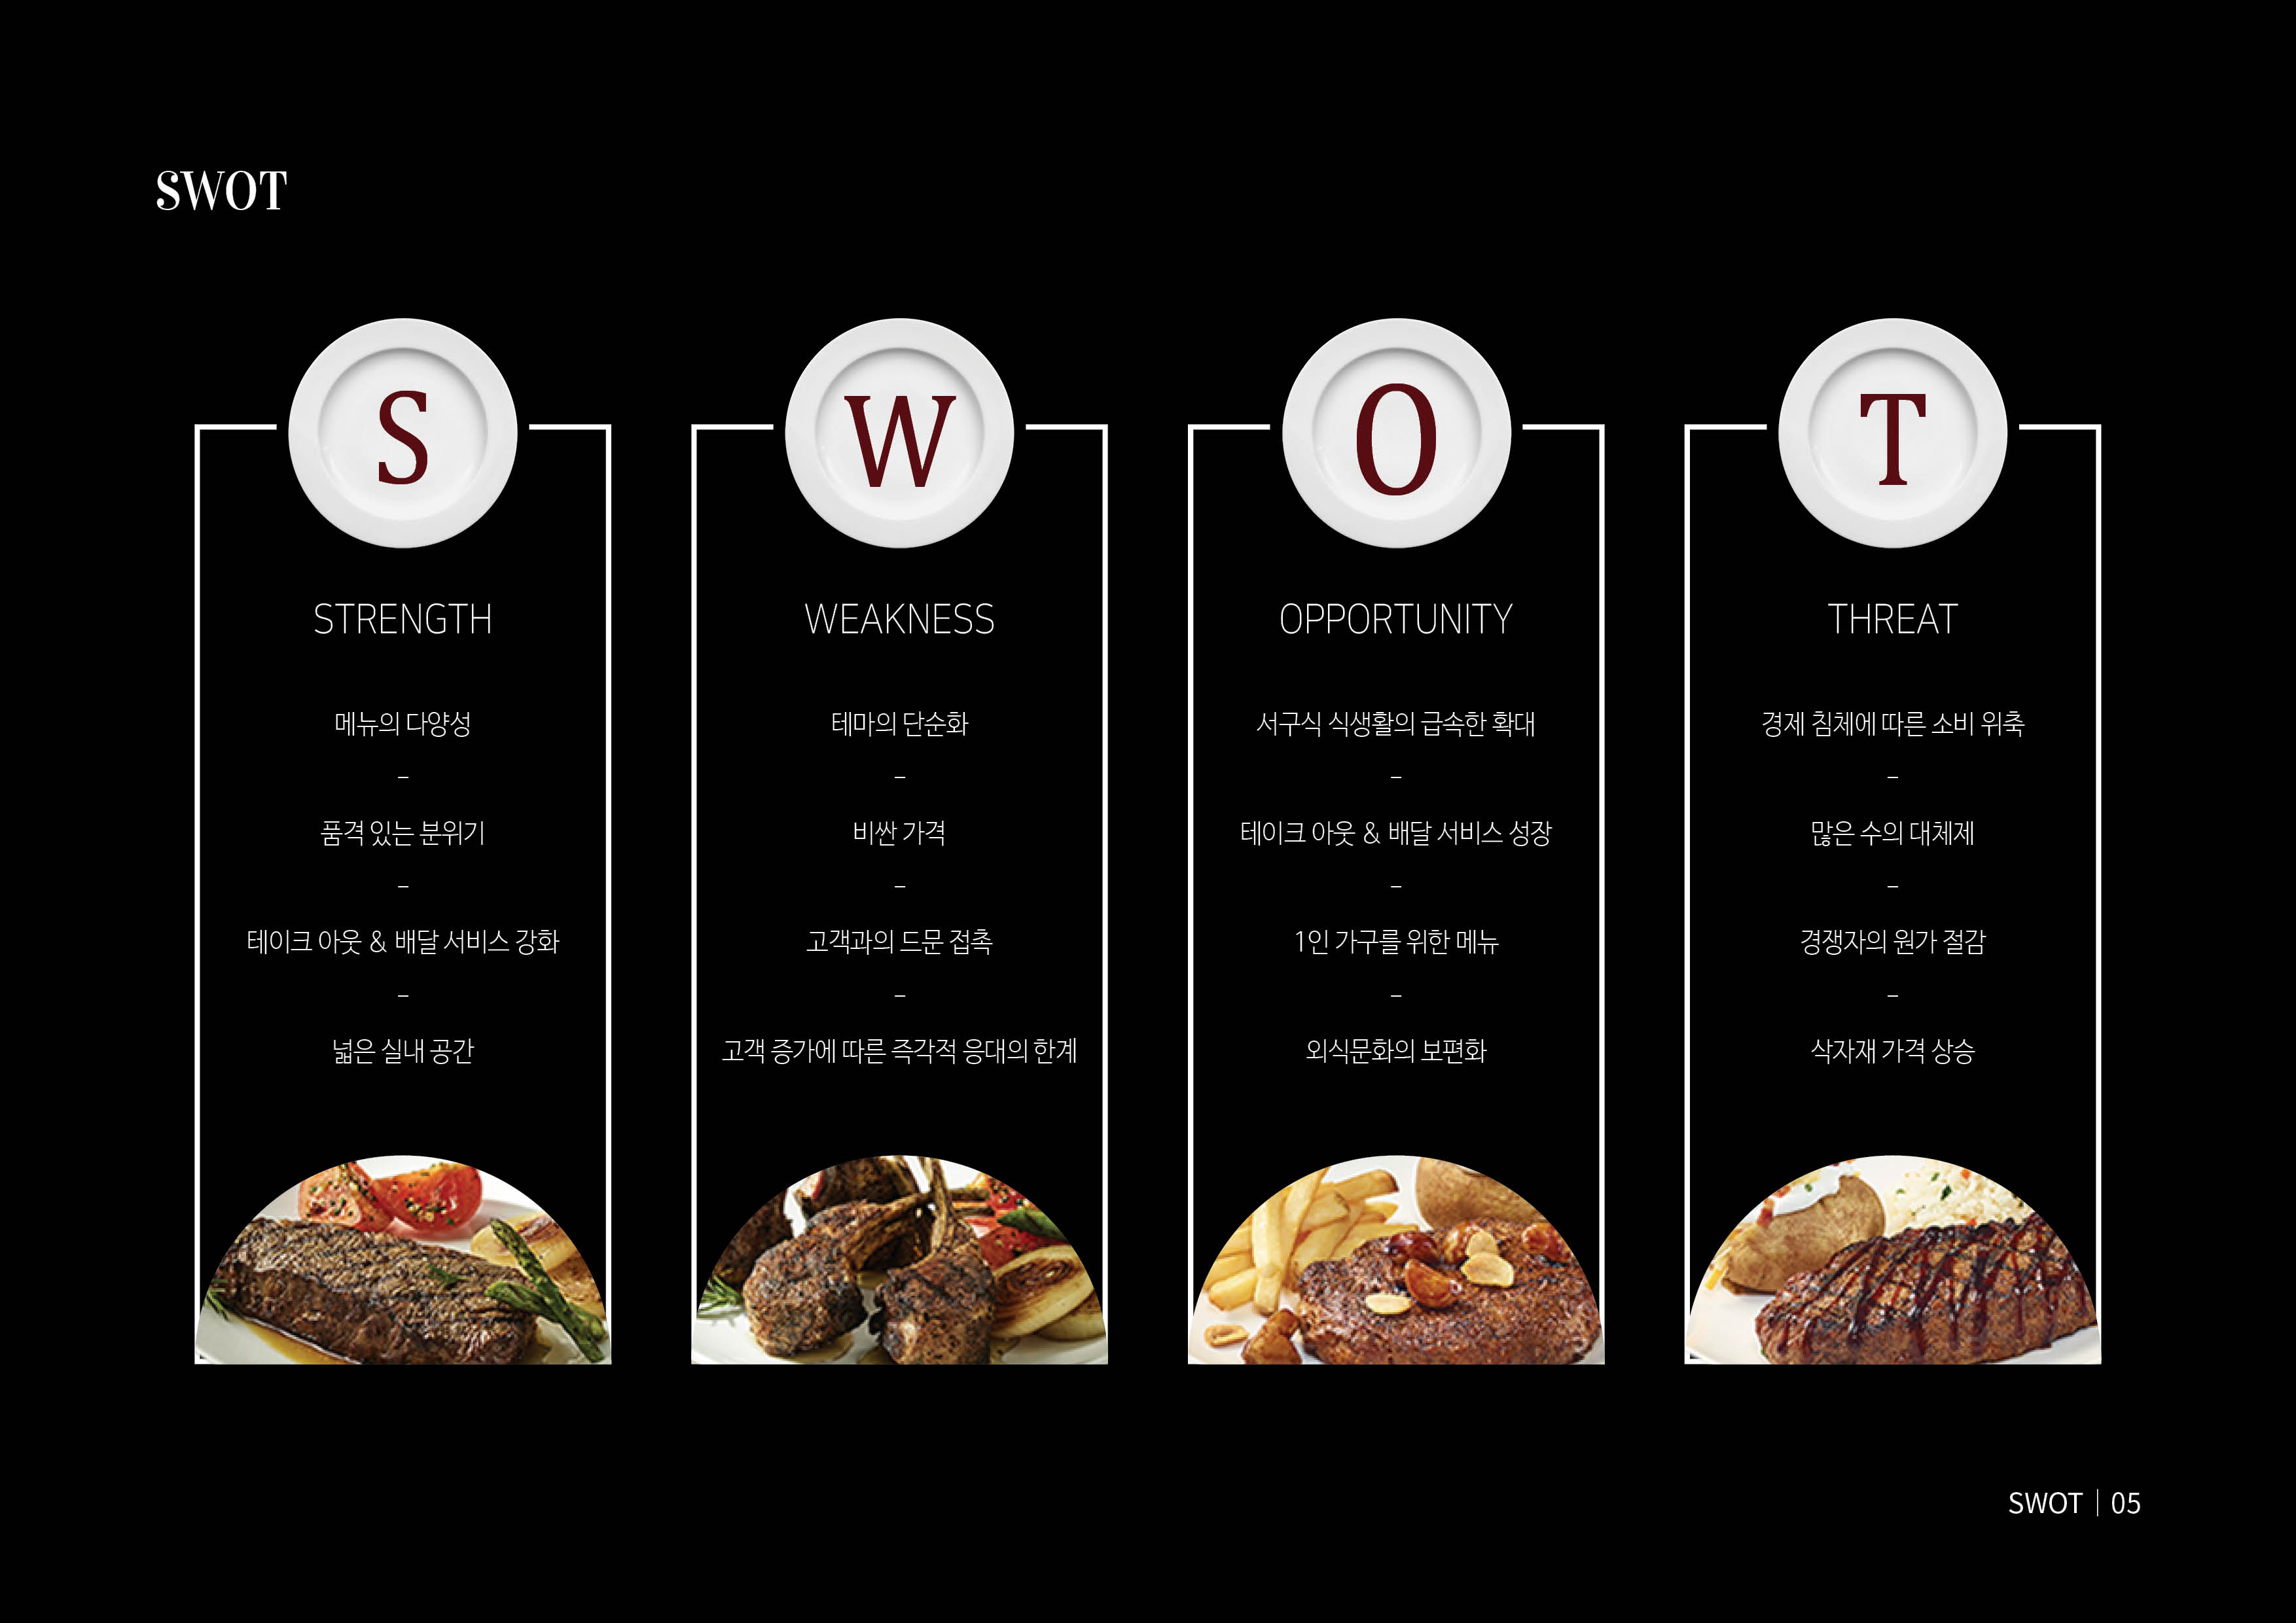 SWOT
S
STRENGTH
메뉴의 다양성
–
품격 있는 분위기
–
테이크 아웃 & 배달 서비스 강화
–
넓은 실내 공간
W
WEAKNESS
테마의 단순화
–
비싼 가격
–
고객과의 드문 접촉
–
고객 증가에 따른 즉각적 응대의 한계
O
OPPORTUNITY
서구식 식생활의 급속한 확대
–
테이크 아웃 & 배달 서비스 성장
–
1인 가구를 위한 메뉴
–
외식문화의 보편화
T
THREAT
경제 침체에 따른 소비 위축
–
많은 수의 대체제
–
경쟁자의 원가 절감
–
삭자재 가격 상승
SWOT | 05